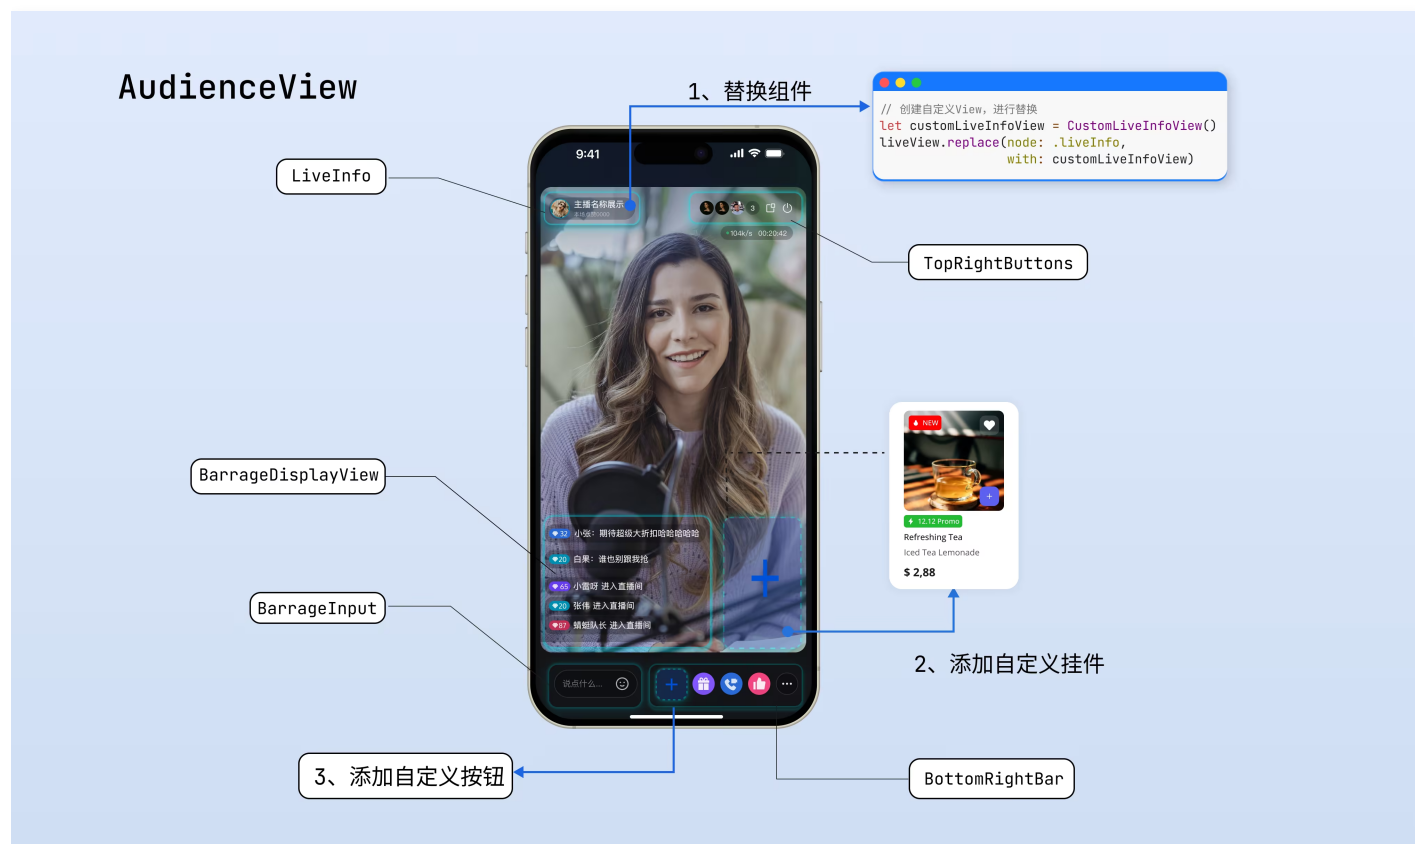 AudienceView
1、替换组件
// 创建自定义View，进行替换
let customLiveInfoView = CustomLiveInfoView()
liveView.replace(node: .liveInfo,
with: customLiveInfoView)
9:41
LiveInfo
主播名称展示
3
104k/s 00:20:42
TopRightButtons
NEW
12.12 Promo
Refreshing Tea
Iced Tea Lemonade
$ 2,88
BarrageDisplayView
32 小张：期待超级大折扣哈哈哈哈哈
20 白果：谁也别跟我抢
65 小雷呀 进入直播间
20 张伟 进入直播间
87 蜻蜓队长 进入直播间
BarrageInput
2、添加自定义挂件
说点什么...
3、添加自定义按钮
BottomRightBar